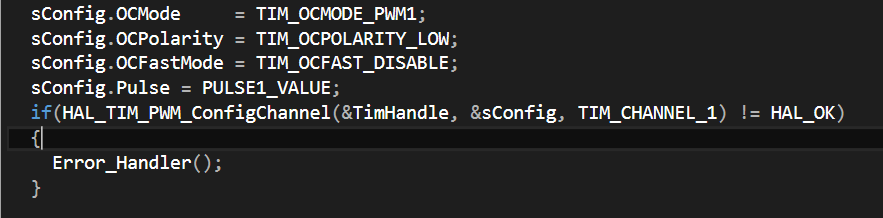 sConfig.OCMode     = TIM_OCMODE_PWM1;
sConfig.OCPolarity = TIM_OCPOLARITY_LOW;
sConfig.OCFastMode = TIM_OCFAST_DISABLE;
sConfig.Pulse = PULSE1_VALUE;
if(HAL_TIM_PWM_ConfigChannel(&TimHandle, &sConfig, TIM_CHANNEL_1) != HAL_OK)
{
  Error_Handler();
}